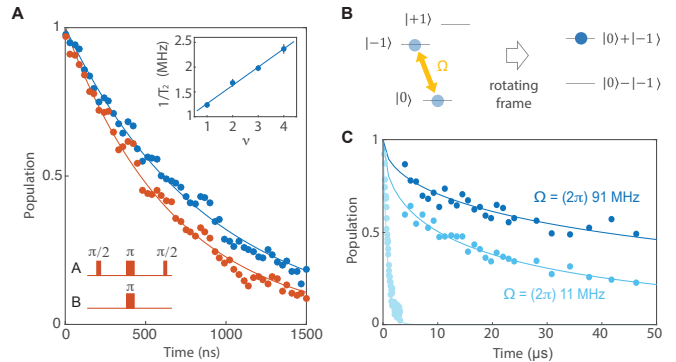 A
1
0.5
0
Population
0
500
1000
1500
Time (ns)
2.5
2.0
1.5
1
1/T₂ (MHz)
1
2
3
4
ν
π/2
π
π/2
A
π
B
B
|+1⟩
|−1⟩
Ω
|0⟩
rotating
frame
|0⟩+|−1⟩
|0⟩−|−1⟩
C
1
0.5
0
Population
Ω = (2π) 91 MHz
Ω = (2π) 11 MHz
0
10
20
30
40
50
Time (μs)